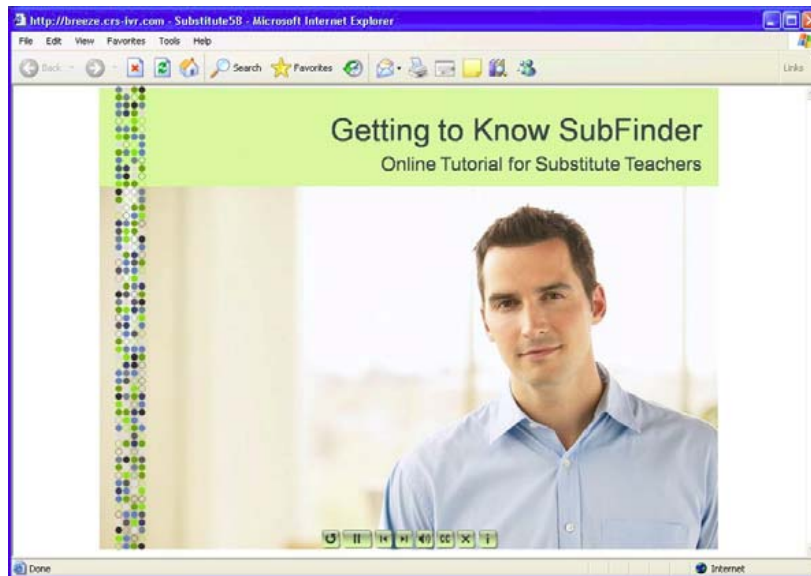 http://breeze.crs-ivr.com - Substitute58 - Microsoft Internet Explorer
File Edit View Favorites Tools Help
Back Search Favorites Links
Getting to Know SubFinder
Online Tutorial for Substitute Teachers
CC i
Done Internet